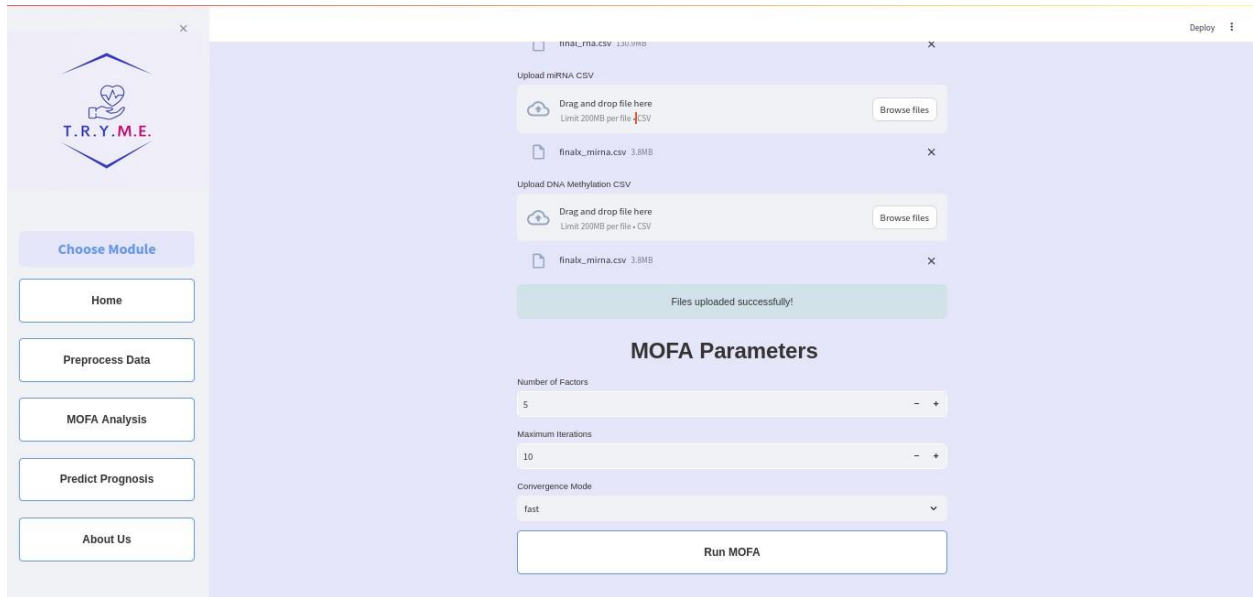 ×
Deploy
T.R.Y.M.E.
Choose Module
Home
Preprocess Data
MOFA Analysis
Predict Prognosis
About Us
final_rna.csv 130.9MB
Upload miRNA CSV
Drag and drop file here
Limit 200MB per file • CSV
Browse files
finalx_mirna.csv 3.8MB
Upload DNA Methylation CSV
Drag and drop file here
Limit 200MB per file • CSV
Browse files
finalx_mirna.csv 3.8MB
Files uploaded successfully!
MOFA Parameters
Number of Factors
5
Maximum Iterations
10
Convergence Mode
fast
Run MOFA